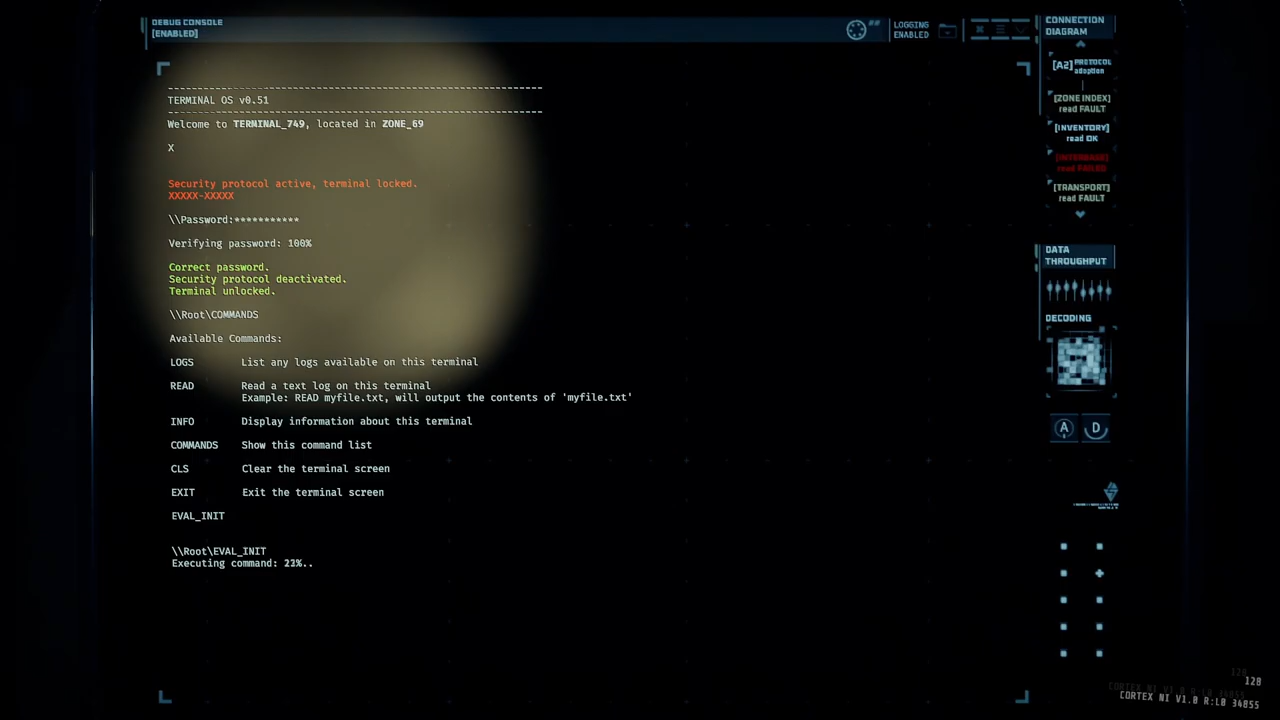 DEBUG CONSOLE
[ENABLED]
LOGGING
ENABLED
CONNECTION
DIAGRAM
[A2] PROTOCOL
adoption
[ZONE INDEX]
read FAULT
[INVENTORY]
read OK
[INTERBASE]
read FAILED
[TRANSPORT]
read FAULT
DATA
THROUGHPUT
DECODING
A D
----------------------------------------------------------------
TERMINAL OS v0.51
----------------------------------------------------------------
Welcome to TERMINAL_749, located in ZONE_69
X
Security protocol active, terminal locked.
XXXXX-XXXXX
\\Password:***********
Verifying password: 100%
Correct password.
Security protocol deactivated.
Terminal unlocked.
\\Root\COMMANDS
Available Commands:
LOGS List any logs available on this terminal
READ Read a text log on this terminal
Example: READ myfile.txt, will output the contents of 'myfile.txt'
INFO Display information about this terminal
COMMANDS Show this command list
CLS Clear the terminal screen
EXIT Exit the terminal screen
EVAL_INIT
\\Root\EVAL_INIT
Executing command: 23%..
128
CORTEX NI V1.0 R:L0 34855